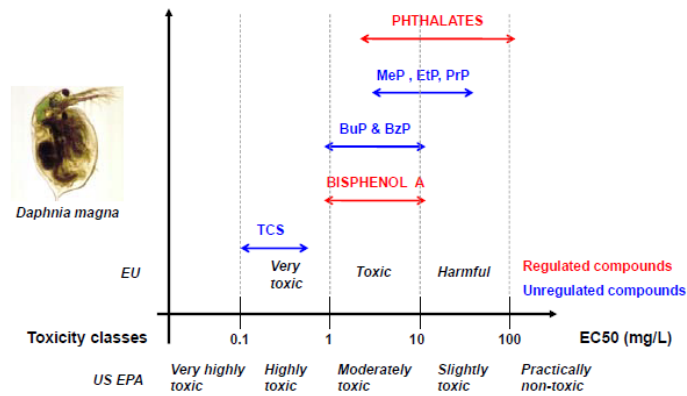 PHTHALATES
MeP , EtP, PrP
BuP & BzP
BISPHENOL A
Daphnia magna
TCS
EU
Very
toxic
Toxic
Harmful
Regulated compounds
Unregulated compounds
Toxicity classes
0.1
1
10
100
EC50 (mg/L)
US EPA
Very highly
toxic
Highly
toxic
Moderately
toxic
Slightly
toxic
Practically
non-toxic